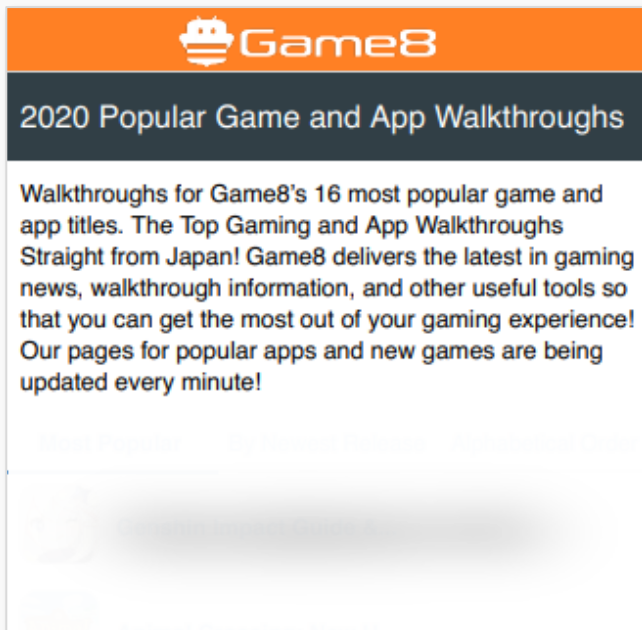 Game8
2020 Popular Game and App Walkthroughs
Walkthroughs for Game8's 16 most popular game and
app titles. The Top Gaming and App Walkthroughs
Straight from Japan! Game8 delivers the latest in gaming
news, walkthrough information, and other useful tools so
that you can get the most out of your gaming experience!
Our pages for popular apps and new games are being
updated every minute!
Most Popular